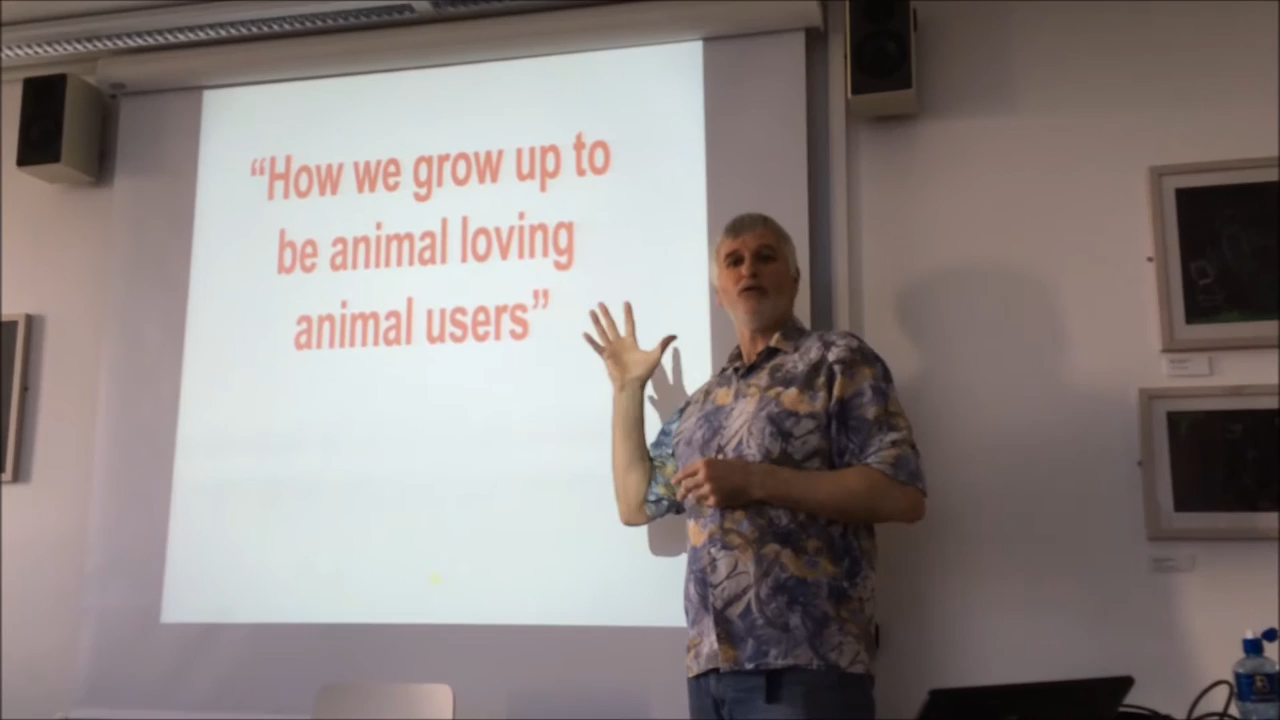 “How we grow up to
be animal loving
animal users”